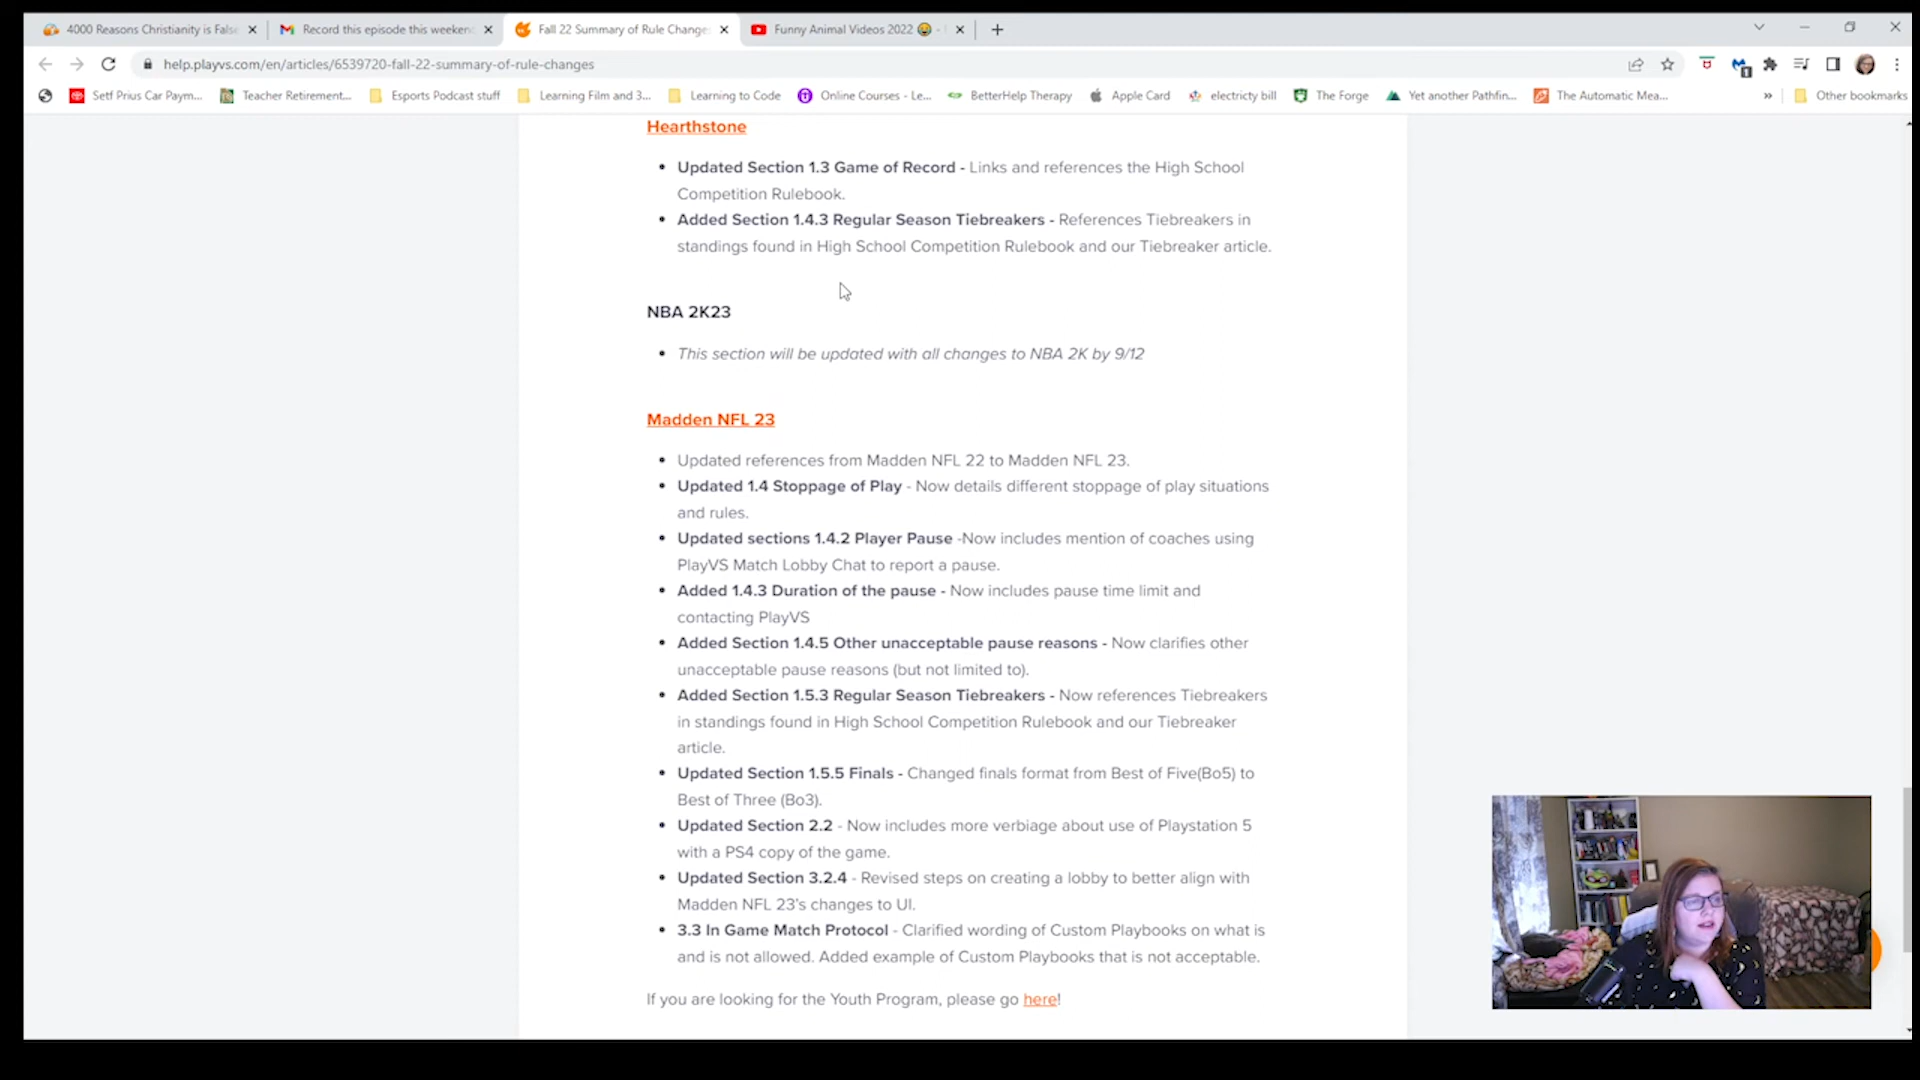 4000 Reasons Christianity is False
Record this episode this weekend
Fall 22 Summary of Rule Change
Funny Animal Videos 2022
help.playvs.com/en/articles/6539720-fall-22-summary-of-rule-changes
Setf Prius Car Paym...
Teacher Retirement...
Esports Podcast stuff
Learning Film and 3...
Learning to Code
Online Courses - Le...
BetterHelp Therapy
Apple Card
electricty bill
The Forge
Yet another Pathfin...
The Automatic Mea...
»
Other bookmarks
Hearthstone
• Updated Section 1.3 Game of Record - Links and references the High School
Competition Rulebook.
• Added Section 1.4.3 Regular Season Tiebreakers - References Tiebreakers in
standings found in High School Competition Rulebook and our Tiebreaker article.
NBA 2K23
• This section will be updated with all changes to NBA 2K by 9/12
Madden NFL 23
• Updated references from Madden NFL 22 to Madden NFL 23.
• Updated 1.4 Stoppage of Play - Now details different stoppage of play situations
and rules.
• Updated sections 1.4.2 Player Pause -Now includes mention of coaches using
PlayVS Match Lobby Chat to report a pause.
• Added 1.4.3 Duration of the pause - Now includes pause time limit and
contacting PlayVS
• Added Section 1.4.5 Other unacceptable pause reasons - Now clarifies other
unacceptable pause reasons (but not limited to).
• Added Section 1.5.3 Regular Season Tiebreakers - Now references Tiebreakers
in standings found in High School Competition Rulebook and our Tiebreaker
article.
• Updated Section 1.5.5 Finals - Changed finals format from Best of Five(Bo5) to
Best of Three (Bo3).
• Updated Section 2.2 - Now includes more verbiage about use of Playstation 5
with a PS4 copy of the game.
• Updated Section 3.2.4 - Revised steps on creating a lobby to better align with
Madden NFL 23's changes to UI.
• 3.3 In Game Match Protocol - Clarified wording of Custom Playbooks on what is
and is not allowed. Added example of Custom Playbooks that is not acceptable.
If you are looking for the Youth Program, please go here!